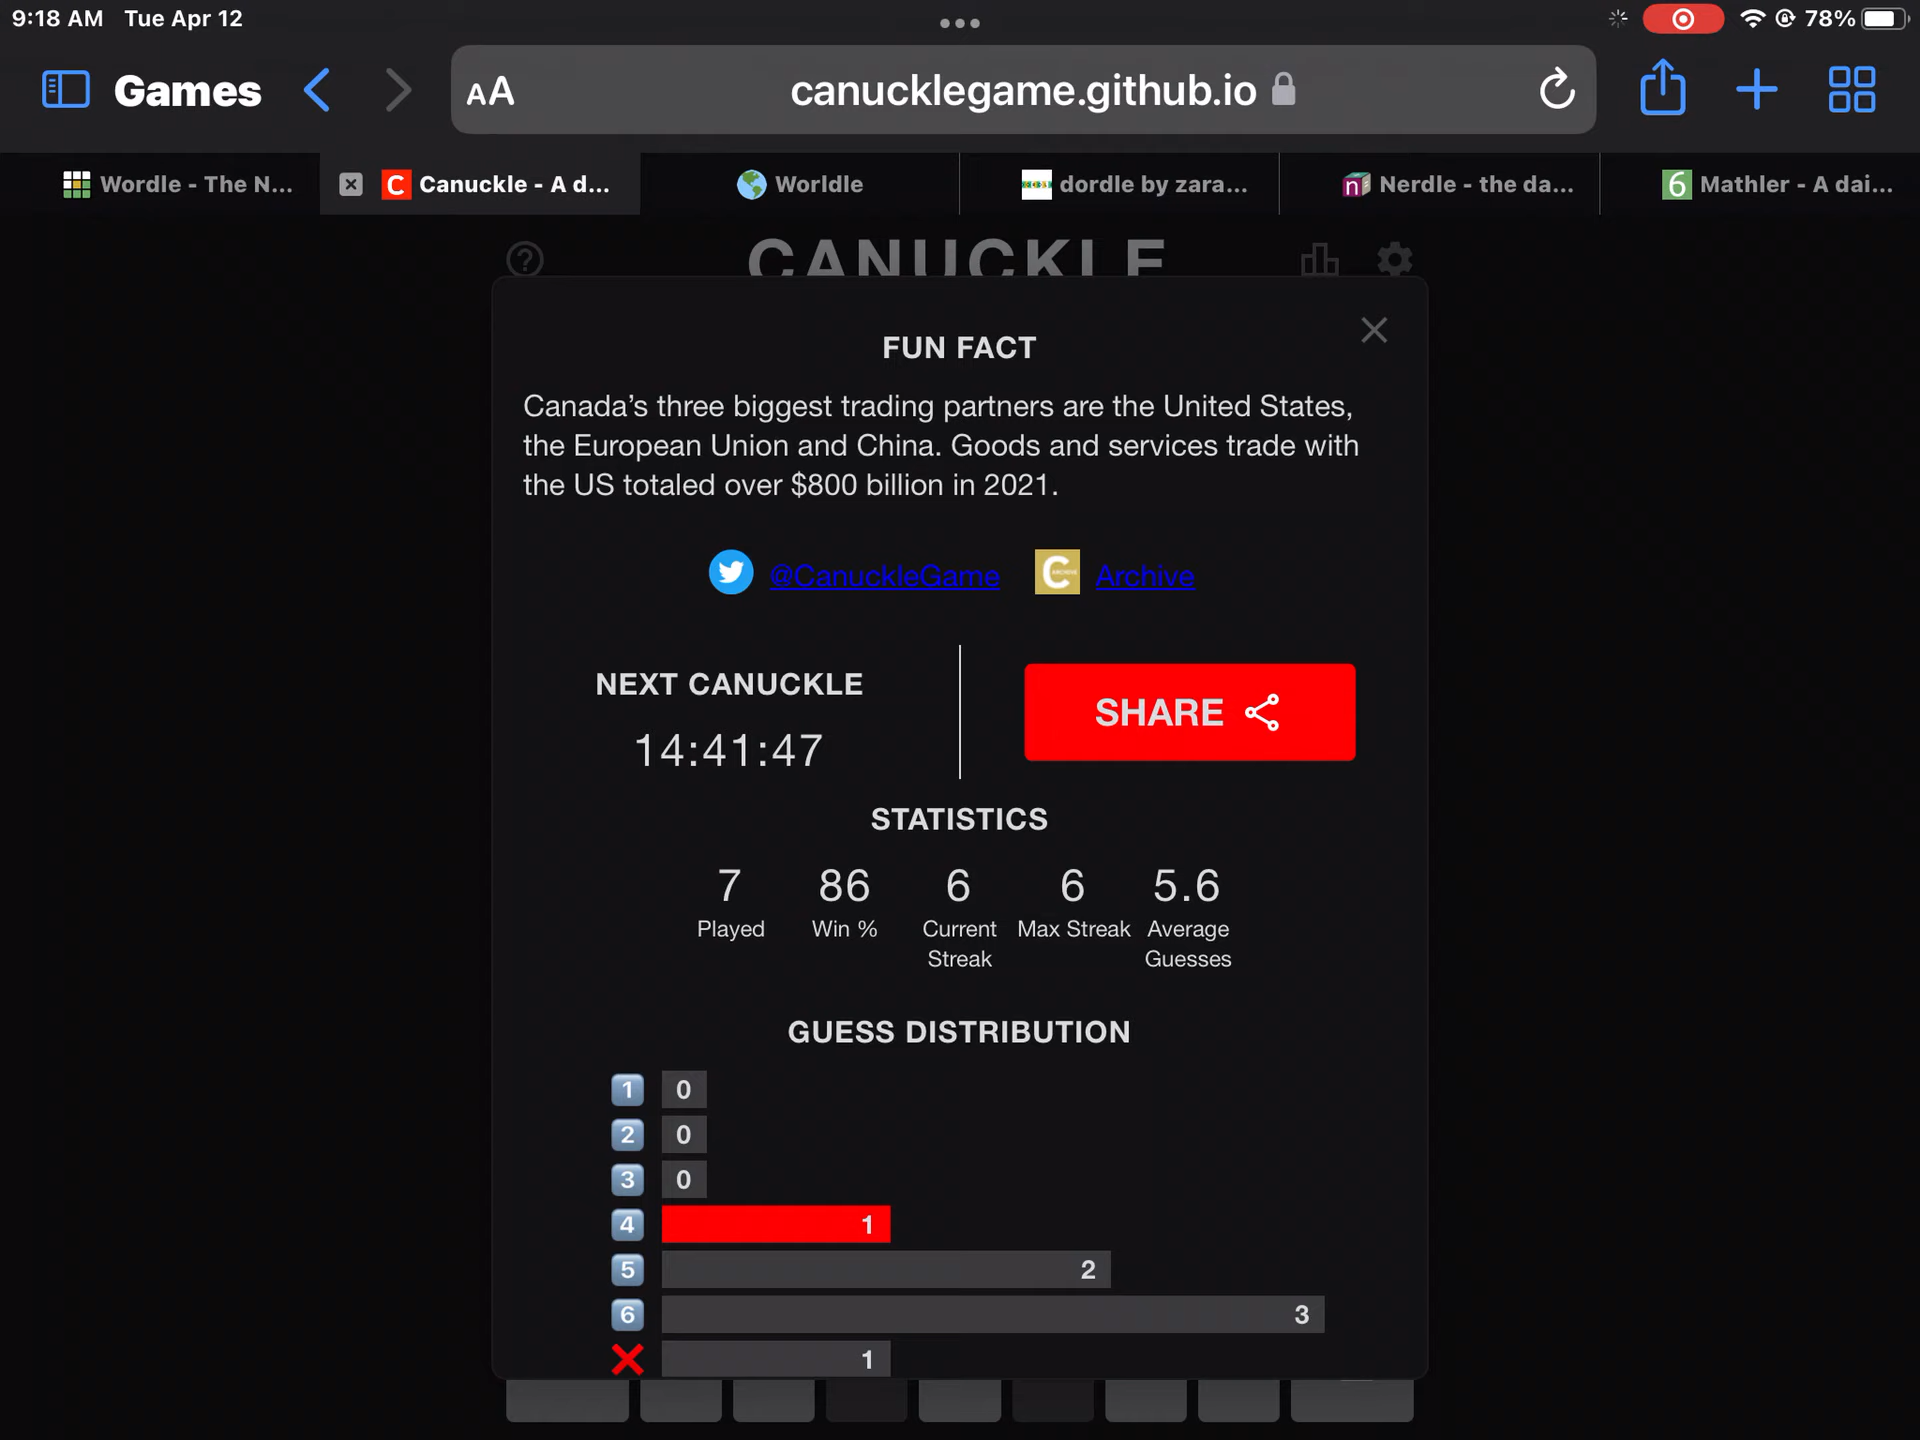 9:18 AM Tue Apr 12
78%
Games
AA
canucklegame.github.io
Wordle - The N...
C Canuckle - A d...
Worldle
dordle by zara...
n Nerdle - the da...
6 Mathler - A dai...
CANUCKLE
FUN FACT
Canada’s three biggest trading partners are the United States,
the European Union and China. Goods and services trade with
the US totaled over $800 billion in 2021.
@CanuckleGame
C
Archive
NEXT CANUCKLE
14:41:47
SHARE
STATISTICS
7 86 6 6 5.6
Played Win % Current Max Streak Average
Streak Guesses
GUESS DISTRIBUTION
1 0
2 0
3 0
4 1
5 2
6 3
❌ 1